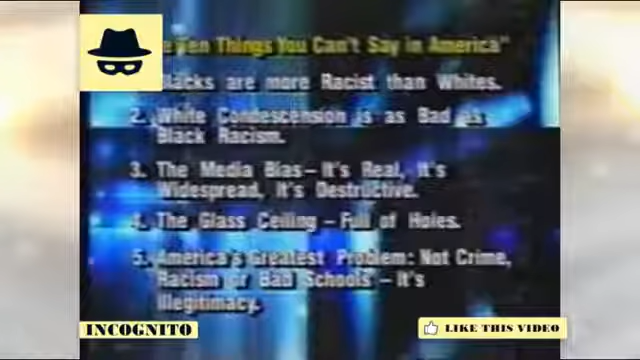 Things You Can't Say in America"
are more Racist than Whites.
2. White Condescension is as Bad as
Black Racism.
3. The Media Bias – It's Real, It's
Widespread, It's Destructive.
4. The Glass Ceiling – Full of Holes.
5. America's Greatest Problem: Not Crime,
Racism or Bad Schools – It's
Illegitimacy.
INCOGNITO
LIKE THIS VIDEO